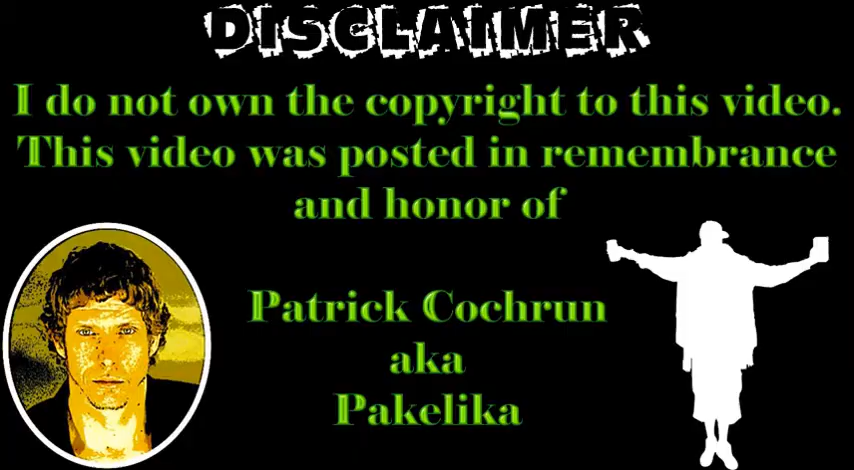 DISCLAIMER
I do not own the copyright to this video.
This video was posted in remembrance
and honor of
Patrick Cochrun
aka
Pakelika